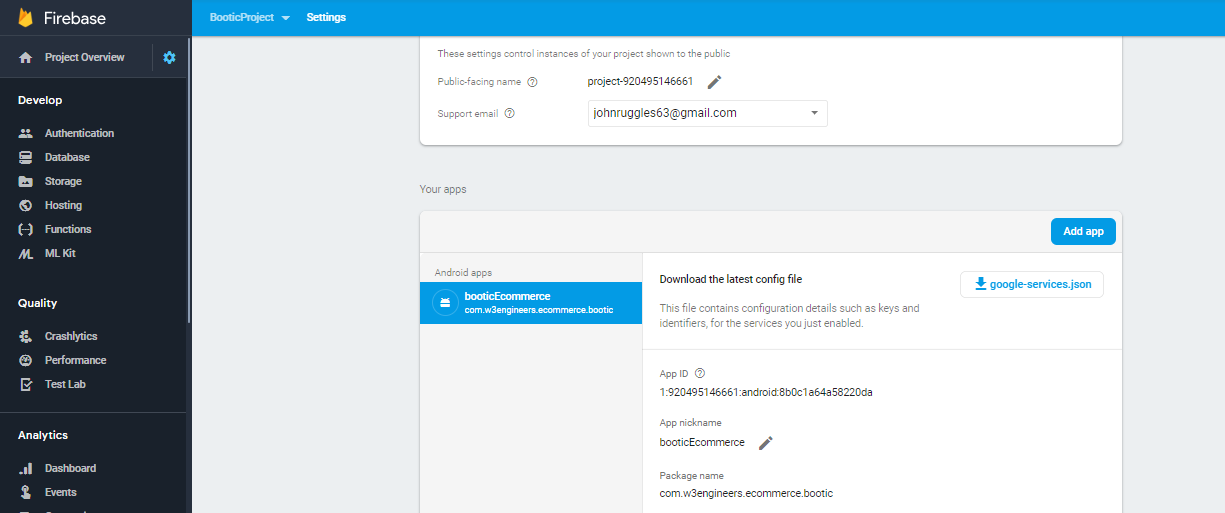 Firebase
BooticProject Settings
Project Overview
Develop
Authentication
Database
Storage
Hosting
Functions
ML Kit
Quality
Crashlytics
Performance
Test Lab
Analytics
Dashboard
Events
These settings control instances of your project shown to the public
Public-facing name project-920495146661
Support email johnruggles63@gmail.com
Your apps
Add app
Android apps
booticEcommerce
com.w3engineers.ecommerce.bootic
Download the latest config file
google-services.json
This file contains configuration details such as keys and
identifiers, for the services you just enabled.
App ID
1:920495146661:android:8b0c1a64a58220da
App nickname
booticEcommerce
Package name
com.w3engineers.ecommerce.bootic